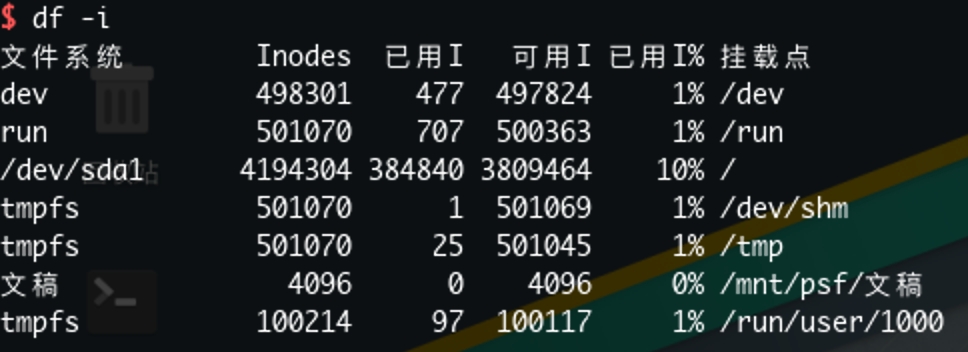 $ df -i
文件系统 Inodes 已用I 可用I 已用I% 挂载点
dev 498301 477 497824 1% /dev
run 501070 707 500363 1% /run
/dev/sda1 4194304 384840 3809464 10% /
tmpfs 501070 1 501069 1% /dev/shm
tmpfs 501070 25 501045 1% /tmp
文稿 4096 0 4096 0% /mnt/psf/文稿
tmpfs 100214 97 100117 1% /run/user/1000